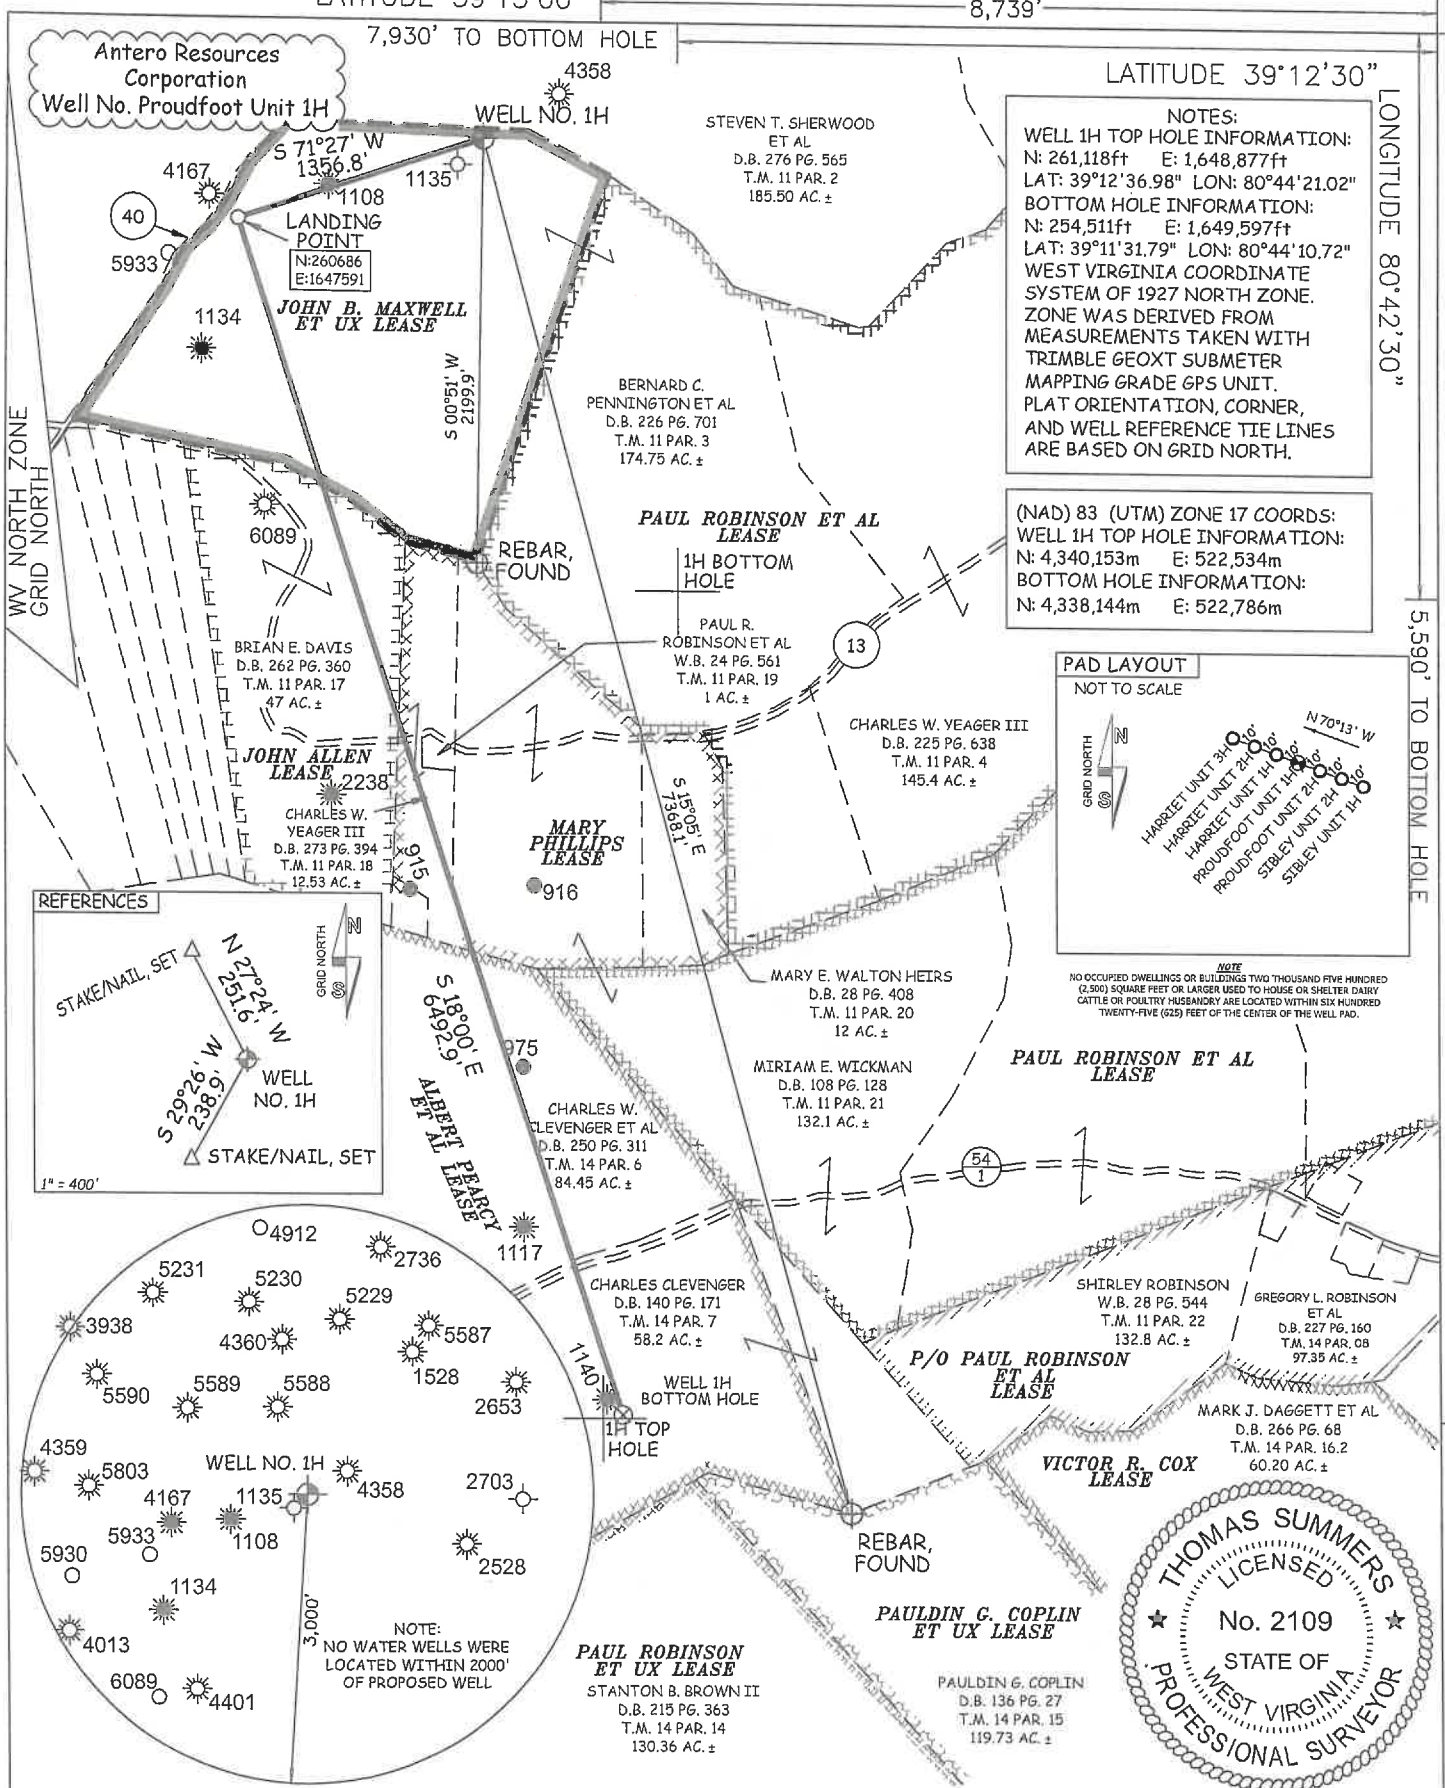 8,739'
7,930' TO BOTTOM HOLE
Antero Resources
Corporation
Well No. Proudfoot Unit 1H
LATITUDE 39°12'30"
LONGITUDE 80°42'30"
5,590' TO BOTTOM HOLE
NOTES:
WELL 1H TOP HOLE INFORMATION:
N: 261,118ft E: 1,648,877ft
LAT: 39°12'36.98" LON: 80°44'21.02"
BOTTOM HOLE INFORMATION:
N: 254,511ft E: 1,649,597ft
LAT: 39°11'31.79" LON: 80°44'10.72"
WEST VIRGINIA COORDINATE
SYSTEM OF 1927 NORTH ZONE.
ZONE WAS DERIVED FROM
MEASUREMENTS TAKEN WITH
TRIMBLE GEOXT SUBMETER
MAPPING GRADE GPS UNIT.
PLAT ORIENTATION, CORNER,
AND WELL REFERENCE TIE LINES
ARE BASED ON GRID NORTH.
(NAD) 83 (UTM) ZONE 17 COORDS:
WELL 1H TOP HOLE INFORMATION:
N: 4,340,153m E: 522,534m
BOTTOM HOLE INFORMATION:
N: 4,338,144m E: 522,786m
4358
WELL NO. 1H
S 71°27' W
1356.8'
4167
1135
1108
40
LANDING
POINT
N:260686
E:1647591
5933
1134
JOHN B. MAXWELL
ET UX LEASE
S 00°51' W
2199.9'
STEVEN T. SHERWOOD
ET AL
D.B. 276 PG. 565
T.M. 11 PAR. 2
185.50 AC. ±
BERNARD C.
PENNINGTON ET AL
D.B. 226 PG. 701
T.M. 11 PAR. 3
174.75 AC. ±
WV NORTH ZONE
GRID NORTH
6089
REBAR,
FOUND
PAUL ROBINSON ET AL
LEASE
1H BOTTOM
HOLE
BRIAN E. DAVIS
D.B. 262 PG. 360
T.M. 11 PAR. 17
47 AC. ±
PAUL R.
ROBINSON ET AL
W.B. 24 PG. 561
T.M. 11 PAR. 19
1 AC. ±
13
JOHN ALLEN
LEASE
2238
CHARLES W.
YEAGER III
D.B. 273 PG. 394
T.M. 11 PAR. 18
12.53 AC. ±
915
MARY
PHILLIPS
LEASE
916
S 15°05' E
7368.1'
CHARLES W. YEAGER III
D.B. 225 PG. 638
T.M. 11 PAR. 4
145.4 AC. ±
PAD LAYOUT
NOT TO SCALE
GRID NORTH
N
S
N 70°13' W
10'
10'
10'
10'
10'
10'
HARRIET UNIT 3H
HARRIET UNIT 2H
HARRIET UNIT 1H
PROUDFOOT UNIT 1H
PROUDFOOT UNIT 2H
SIBLEY UNIT 2H
SIBLEY UNIT 1H
NOTE
NO OCCUPIED DWELLINGS OR BUILDINGS TWO THOUSAND FIVE HUNDRED
(2,500) SQUARE FEET OR LARGER USED TO HOUSE OR SHELTER DAIRY
CATTLE OR POULTRY HUSBANDRY ARE LOCATED WITHIN SIX HUNDRED
TWENTY-FIVE (625) FEET OF THE CENTER OF THE WELL PAD.
REFERENCES
GRID NORTH
N
S
STAKE/NAIL, SET
N 27°24' W
251.6'
WELL
NO. 1H
S 29°26' W
238.9'
STAKE/NAIL, SET
1" = 400'
S 18°00' E
6492.9'
975
ALBERT PEARCY
ET AL LEASE
CHARLES W.
CLEVENGER ET AL
D.B. 250 PG. 311
T.M. 14 PAR. 6
84.45 AC. ±
MARY E. WALTON HEIRS
D.B. 28 PG. 408
T.M. 11 PAR. 20
12 AC. ±
MIRIAM E. WICKMAN
D.B. 108 PG. 128
T.M. 11 PAR. 21
132.1 AC. ±
PAUL ROBINSON ET AL
LEASE
54
1
1117
CHARLES CLEVENGER
D.B. 140 PG. 171
T.M. 14 PAR. 7
58.2 AC. ±
1140
WELL 1H
BOTTOM HOLE
1H TOP
HOLE
SHIRLEY ROBINSON
W.B. 28 PG. 544
T.M. 11 PAR. 22
132.8 AC. ±
GREGORY L. ROBINSON
ET AL
D.B. 227 PG. 160
T.M. 14 PAR. 08
97.35 AC. ±
P/O PAUL ROBINSON
ET AL
LEASE
MARK J. DAGGETT ET AL
D.B. 266 PG. 68
T.M. 14 PAR. 16.2
60.20 AC. ±
VICTOR R. COX
LEASE
REBAR,
FOUND
4912
2736
5231
5230
5229
3938
4360
5587
1528
5590
5589
5588
2653
4359
5803
WELL NO. 1H
4358
2703
4167
1135
1108
5933
5930
2528
1134
4013
3,000'
6089
4401
NOTE:
NO WATER WELLS WERE
LOCATED WITHIN 2000'
OF PROPOSED WELL
PAUL ROBINSON
ET UX LEASE
STANTON B. BROWN II
D.B. 215 PG. 363
T.M. 14 PAR. 14
130.36 AC. ±
PAULDIN G. COPLIN
ET UX LEASE
PAULDIN G. COPLIN
D.B. 136 PG. 27
T.M. 14 PAR. 15
119.73 AC. ±
THOMAS SUMMERS
LICENSED
No. 2109
STATE OF
WEST VIRGINIA
PROFESSIONAL SURVEYOR